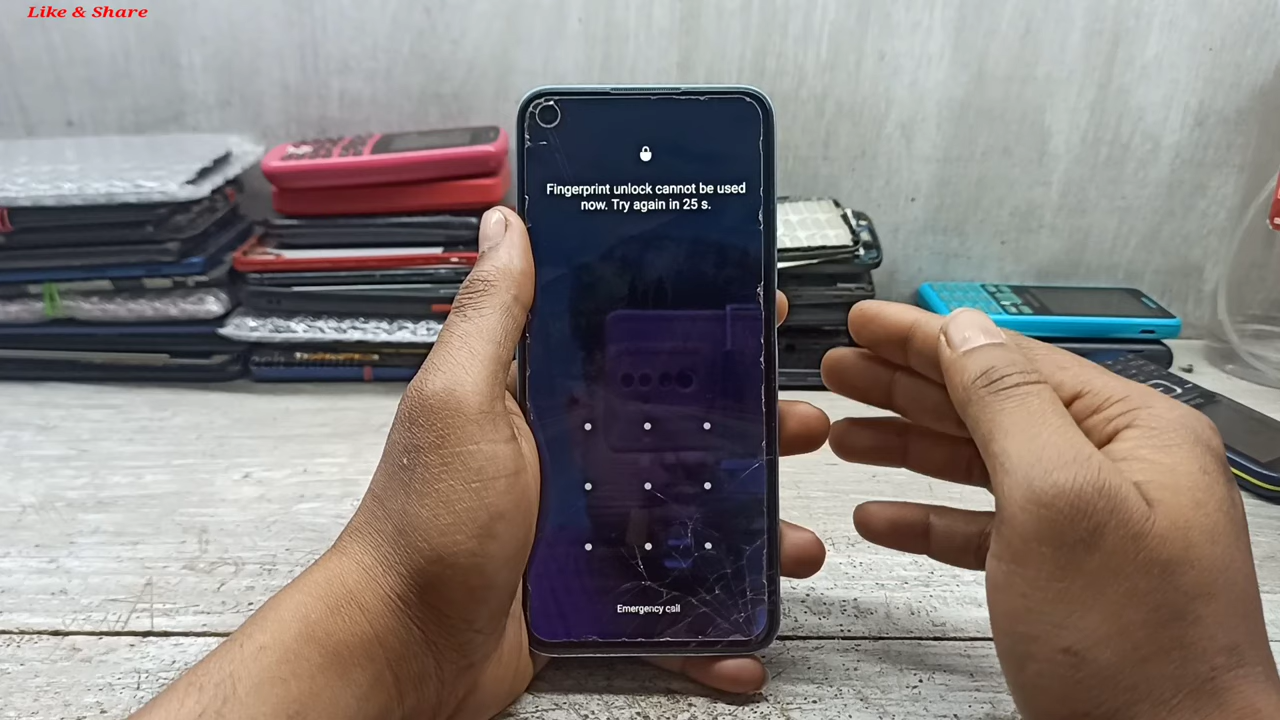 Like & Share
Fingerprint unlock cannot be used
now. Try again in 25 s.
Emergency call